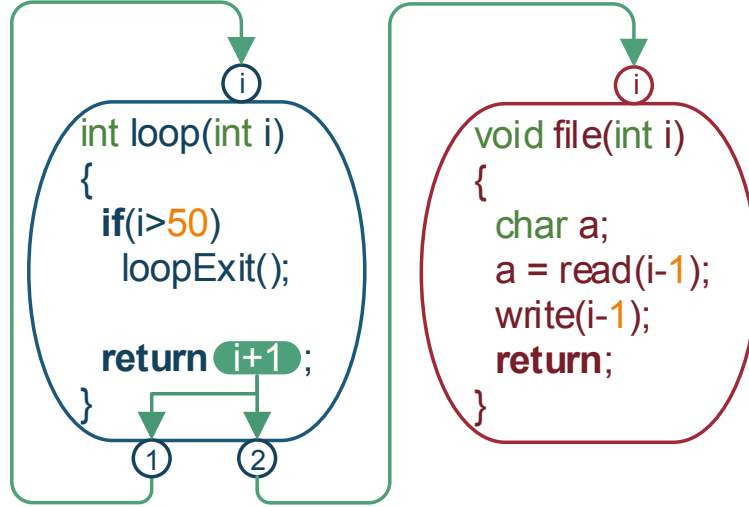 i
int loop(int i)
{
if(i>50)
loopExit();
return i+1 ;
}
1
2
i
void file(int i)
{
char a;
a = read(i-1);
write(i-1);
return;
}